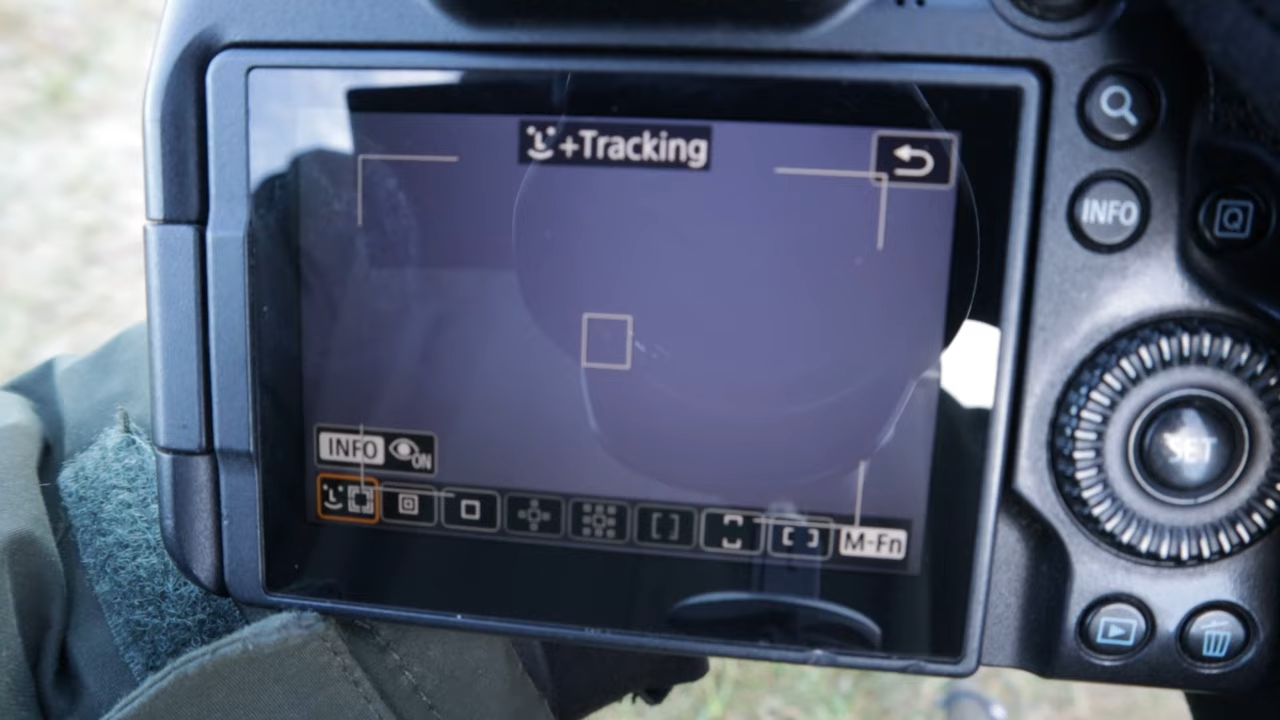 +Tracking
INFO
Q
INFO
ON
M-Fn
SET